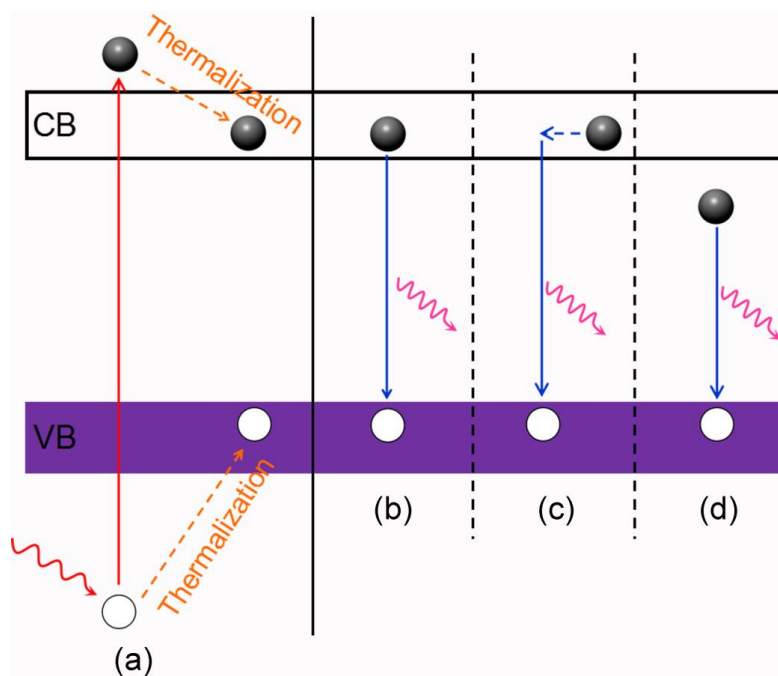 Thermalization
CB
VB
Thermalization
(b)
(c)
(d)
(a)